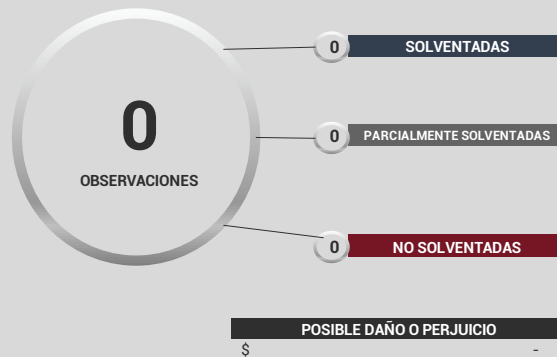 0
OBSERVACIONES
0 SOLVENTADAS
0 PARCIALMENTE SOLVENTADAS
0 NO SOLVENTADAS
POSIBLE DAÑO O PERJUICIO
$ -